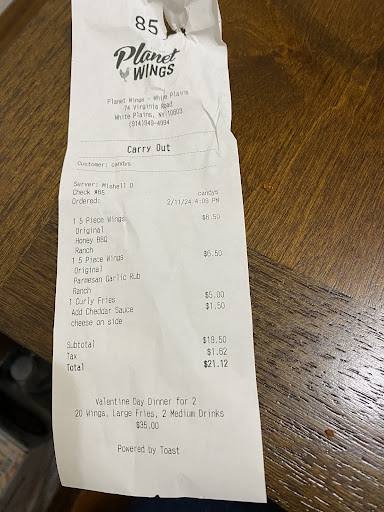 85
Planet
WINGS
Planet Wings - White Plains
74 Virginia Road
White Plains, NY 10603
(914)949-4994
Carry Out
Customer: candys
Server: Mishell D
Check #85 candys
Ordered: 2/11/24 4:09 PM
1 5 Piece Wings $6.50
Original
Honey BBQ
Ranch
1 5 Piece Wings $6.50
Original
Parmesan Garlic Rub
Ranch
1 Curly Fries $5.00
Add Cheddar Sauce $1.50
cheese on side
Subtotal $19.50
Tax $1.62
Total $21.12
Valentine Day Dinner for 2
20 Wings, Large Fries, 2 Medium Drinks
$35.00
Powered by Toast